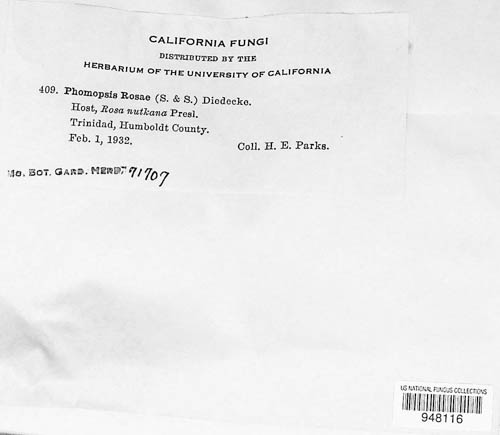 CALIFORNIA FUNGI
DISTRIBUTED BY THE
HERBARIUM OF THE UNIVERSITY OF CALIFORNIA
409. Phomopsis Rosae (S. & S.) Diedecke.
Host, Rosa nutkana Presl.
Trinidad, Humboldt County.
Feb. 1, 1932. Coll. H. E. Parks.
MO. BOT. GARD. HERB. 71707
US NATIONAL FUNGUS COLLECTIONS
948116